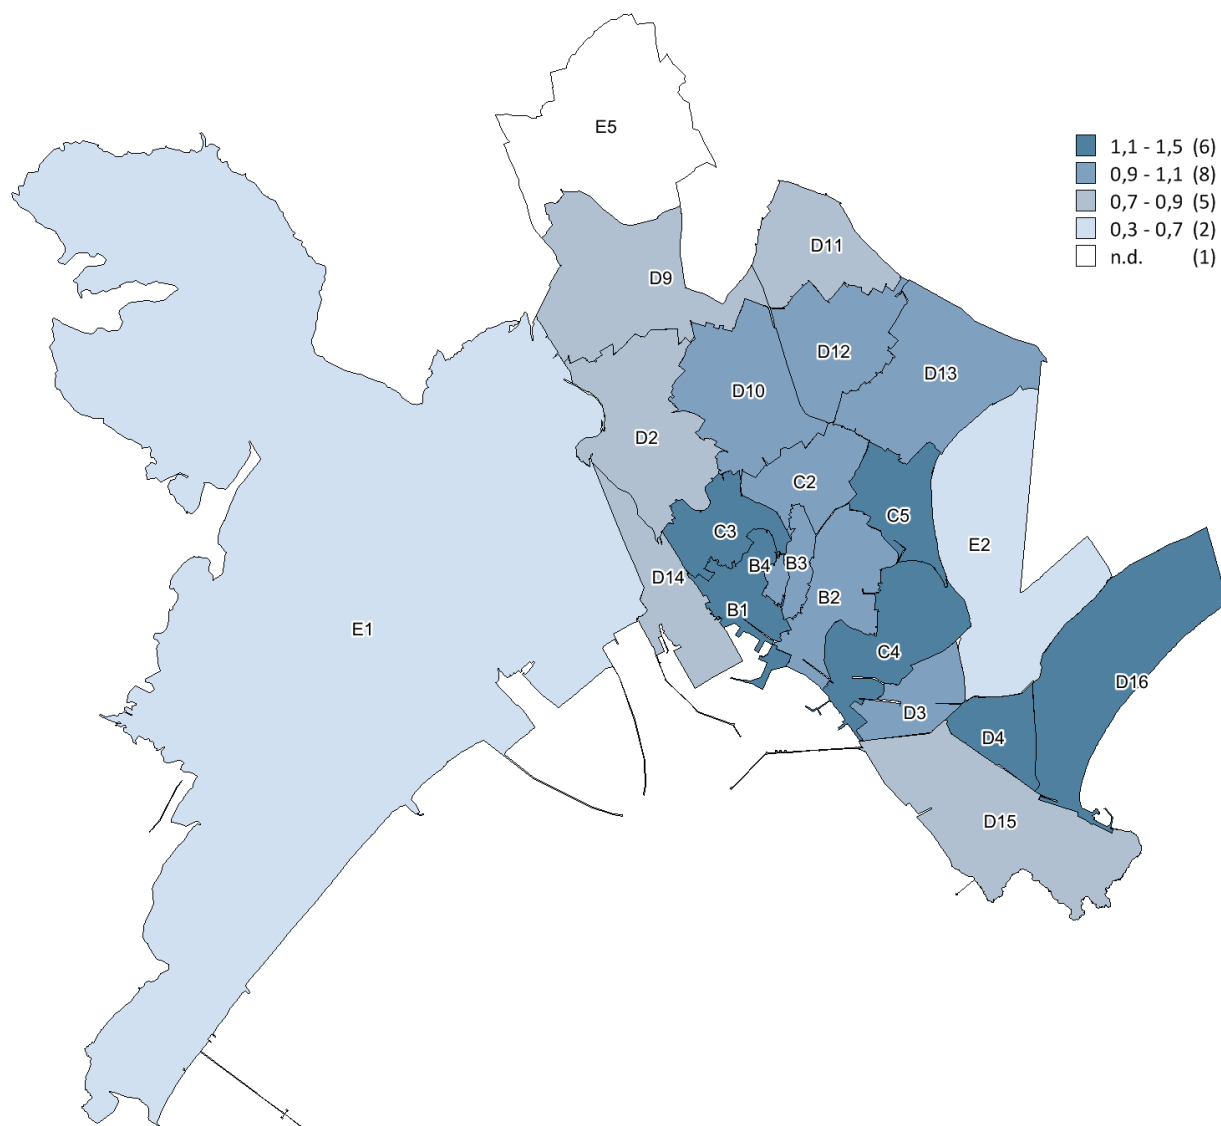 E5
1,1 - 1,5 (6)
0,9 - 1,1 (8)
0,7 - 0,9 (5)
0,3 - 0,7 (2)
n.d. (1)
D11
D9
D12
D13
D10
D2
C2
C5
C3
E2
B4
B3
D14
B2
B1
E1
C4
D16
D3
D4
D15